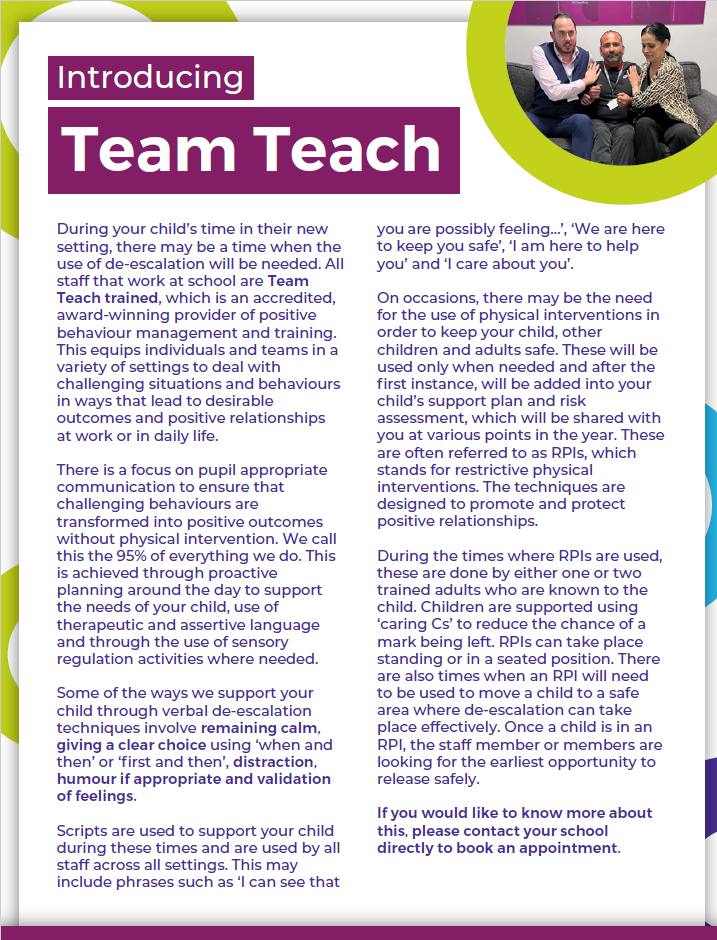 Introducing
Team Teach
During your child’s time in their new
setting, there may be a time when the
use of de-escalation will be needed. All
staff that work at school are Team
Teach trained, which is an accredited,
award-winning provider of positive
behaviour management and training.
This equips individuals and teams in a
variety of settings to deal with
challenging situations and behaviours
in ways that lead to desirable
outcomes and positive relationships
at work or in daily life.
There is a focus on pupil appropriate
communication to ensure that
challenging behaviours are
transformed into positive outcomes
without physical intervention. We call
this the 95% of everything we do. This
is achieved through proactive
planning around the day to support
the needs of your child, use of
therapeutic and assertive language
and through the use of sensory
regulation activities where needed.
Some of the ways we support your
child through verbal de-escalation
techniques involve remaining calm,
giving a clear choice using ‘when and
then’ or ‘first and then’, distraction,
humour if appropriate and validation
of feelings.
Scripts are used to support your child
during these times and are used by all
staff across all settings. This may
include phrases such as ‘I can see that
you are possibly feeling...’, ‘We are here
to keep you safe’, ‘I am here to help
you’ and ‘I care about you’.
On occasions, there may be the need
for the use of physical interventions in
order to keep your child, other
children and adults safe. These will be
used only when needed and after the
first instance, will be added into your
child’s support plan and risk
assessment, which will be shared with
you at various points in the year. These
are often referred to as RPIs, which
stands for restrictive physical
interventions. The techniques are
designed to promote and protect
positive relationships.
During the times where RPIs are used,
these are done by either one or two
trained adults who are known to the
child. Children are supported using
‘caring Cs’ to reduce the chance of a
mark being left. RPIs can take place
standing or in a seated position. There
are also times when an RPI will need
to be used to move a child to a safe
area where de-escalation can take
place effectively. Once a child is in an
RPI, the staff member or members are
looking for the earliest opportunity to
release safely.
If you would like to know more about
this, please contact your school
directly to book an appointment.